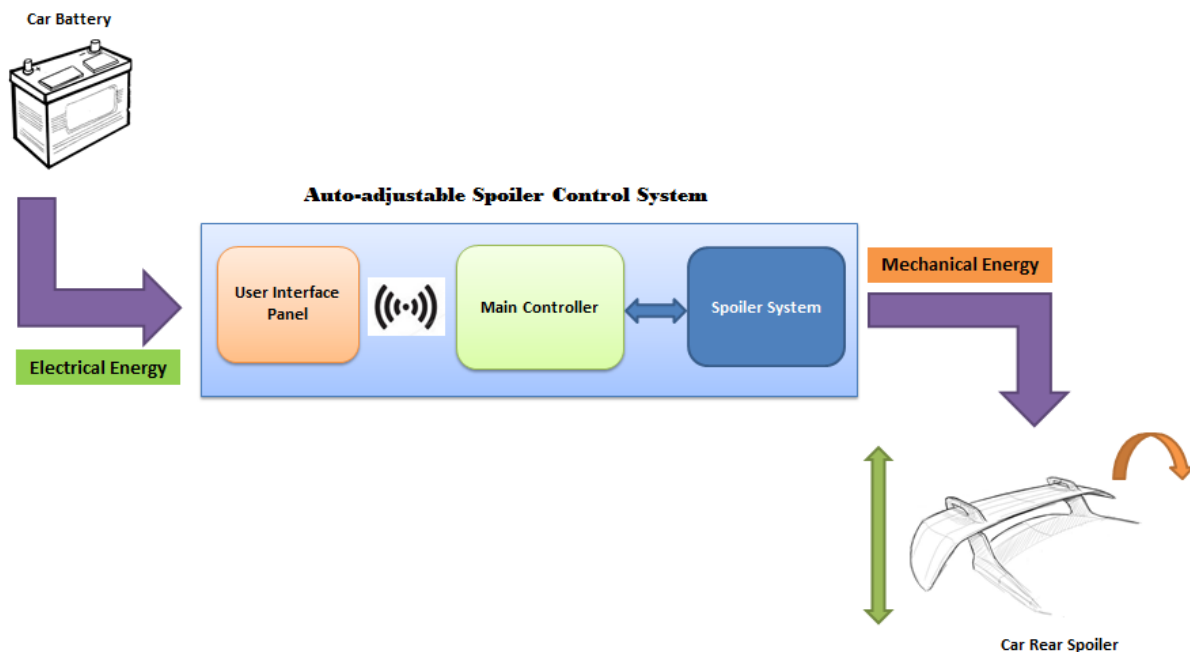 Car Battery
Auto-adjustable Spoiler Control System
User Interface
Panel
Main Controller
Spoiler System
Mechanical Energy
Electrical Energy
Car Rear Spoiler